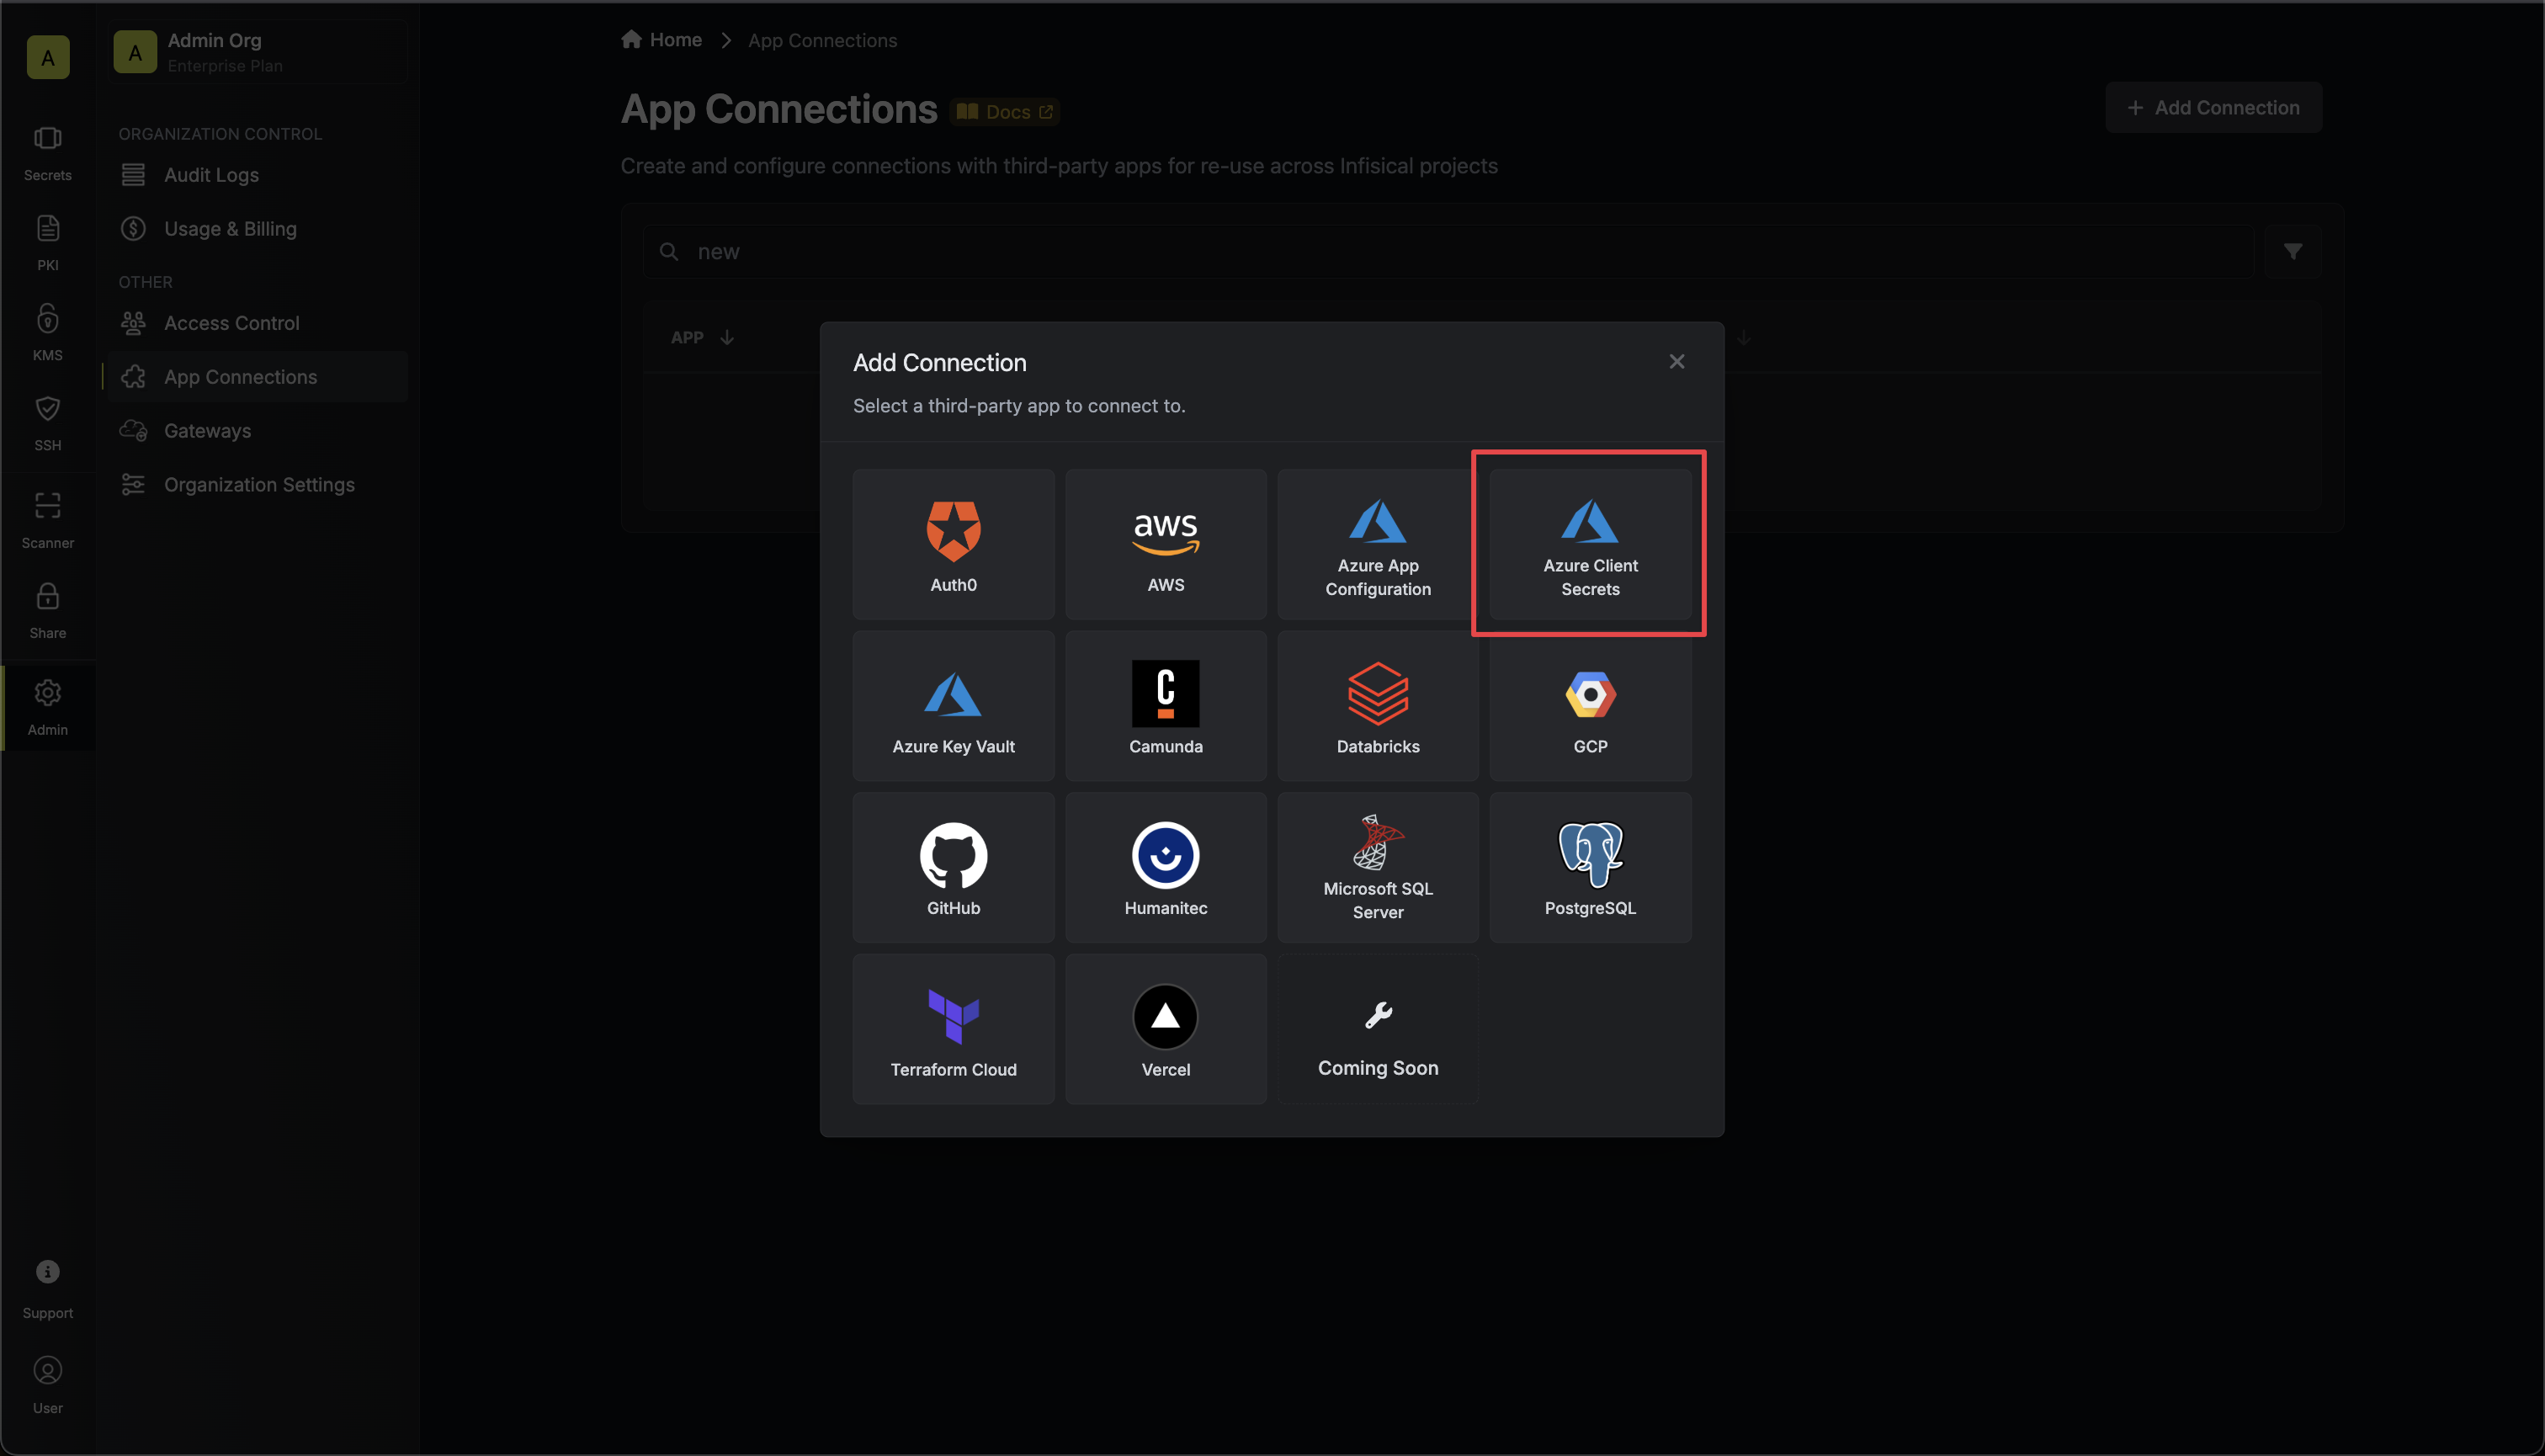 A
Secrets
PKI
KMS
SSH
Scanner
Share
Admin
Support
User
A
Admin Org
Enterprise Plan
ORGANIZATION CONTROL
Audit Logs
Usage & Billing
OTHER
Access Control
App Connections
Gateways
Organization Settings
Home
App Connections
App Connections
Docs
Add Connection
Create and configure connections with third-party apps for re-use across Infisical projects
new
APP
Add Connection
Select a third-party app to connect to.
Auth0
aws
AWS
Azure App
Configuration
Azure Client
Secrets
Azure Key Vault
Camunda
Databricks
GCP
GitHub
Humanitec
Microsoft SQL
Server
PostgreSQL
Terraform Cloud
Vercel
Coming Soon